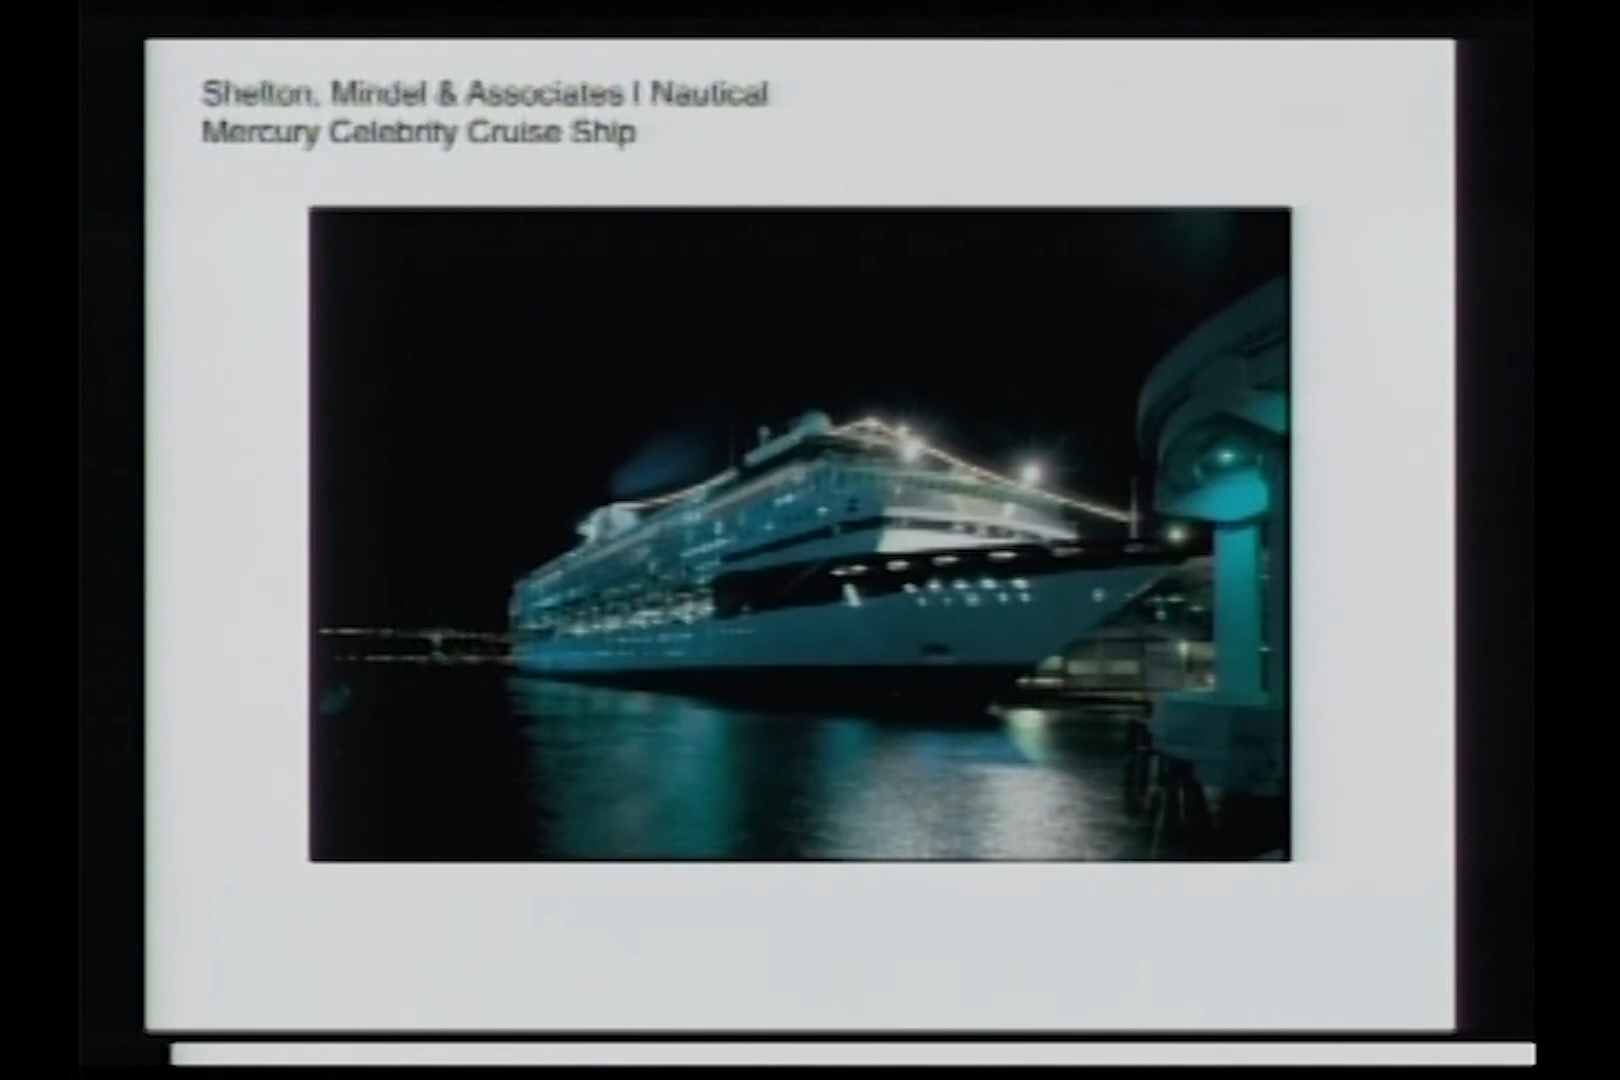 Shelton, Mindel & Associates | Nautical
Mercury Celebrity Cruise Ship